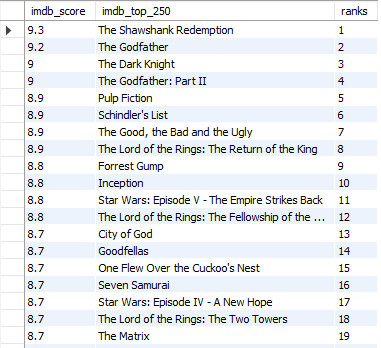 imdb_score imdb_top_250 ranks
9.3 The Shawshank Redemption 1
9.2 The Godfather 2
9 The Dark Knight 3
9 The Godfather: Part II 4
8.9 Pulp Fiction 5
8.9 Schindler's List 6
8.9 The Good, the Bad and the Ugly 7
8.9 The Lord of the Rings: The Return of the King 8
8.8 Forrest Gump 9
8.8 Inception 10
8.8 Star Wars: Episode V - The Empire Strikes Back 11
8.8 The Lord of the Rings: The Fellowship of the ... 12
8.7 City of God 13
8.7 Goodfellas 14
8.7 One Flew Over the Cuckoo's Nest 15
8.7 Seven Samurai 16
8.7 Star Wars: Episode IV - A New Hope 17
8.7 The Lord of the Rings: The Two Towers 18
8.7 The Matrix 19